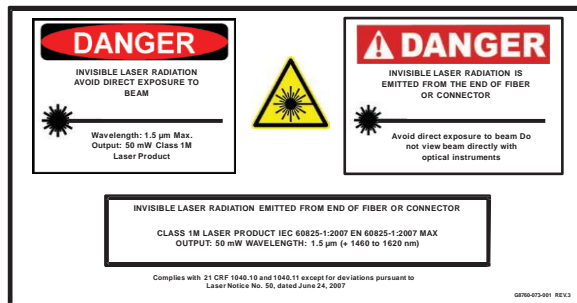 DANGER
INVISIBLE LASER RADIATION
AVOID DIRECT EXPOSURE TO
BEAM
Wavelength: 1.5 µm Max.
Output: 50 mW Class 1M
Laser Product
DANGER
INVISIBLE LASER RADIATION IS
EMITTED FROM THE END OF FIBER
OR CONNECTOR
Avoid direct exposure to beam Do
not view beam directly with
optical instruments
INVISIBLE LASER RADIATION EMITTED FROM END OF FIBER OR CONNECTOR
CLASS 1M LASER PRODUCT IEC 60825-1:2007 EN 60825-1:2007 MAX
OUTPUT: 50 mW WAVELENGTH: 1.5 µm (+ 1460 to 1620 nm)
Complies with 21 CRF 1040.10 and 1040.11 except for deviations pursuant to
Laser Notice No. 50, dated June 24, 2007
G8760-073-001 REV.3